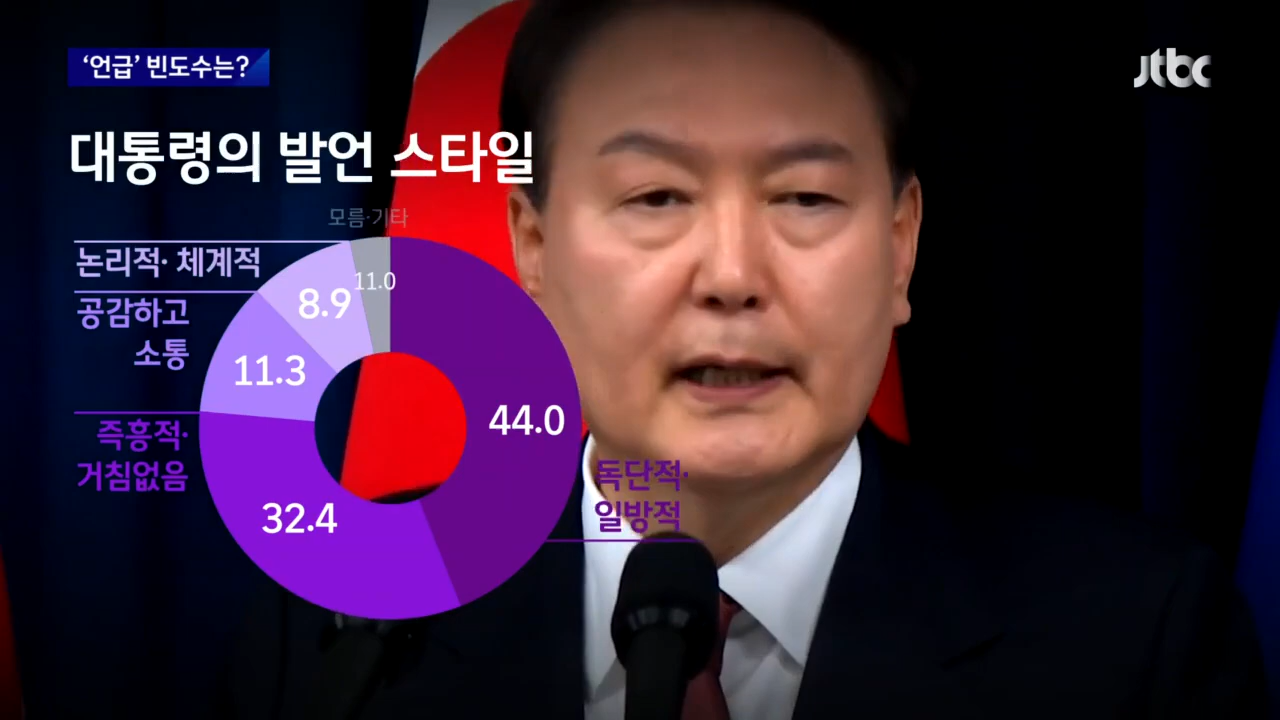 ‘언급’ 빈도수는?
jtbc
대통령의 발언 스타일
모름·기타
논리적· 체계적
11.0
8.9
공감하고
소통
11.3
44.0
즉흥적·
거침없음
독단적·
일방적
32.4